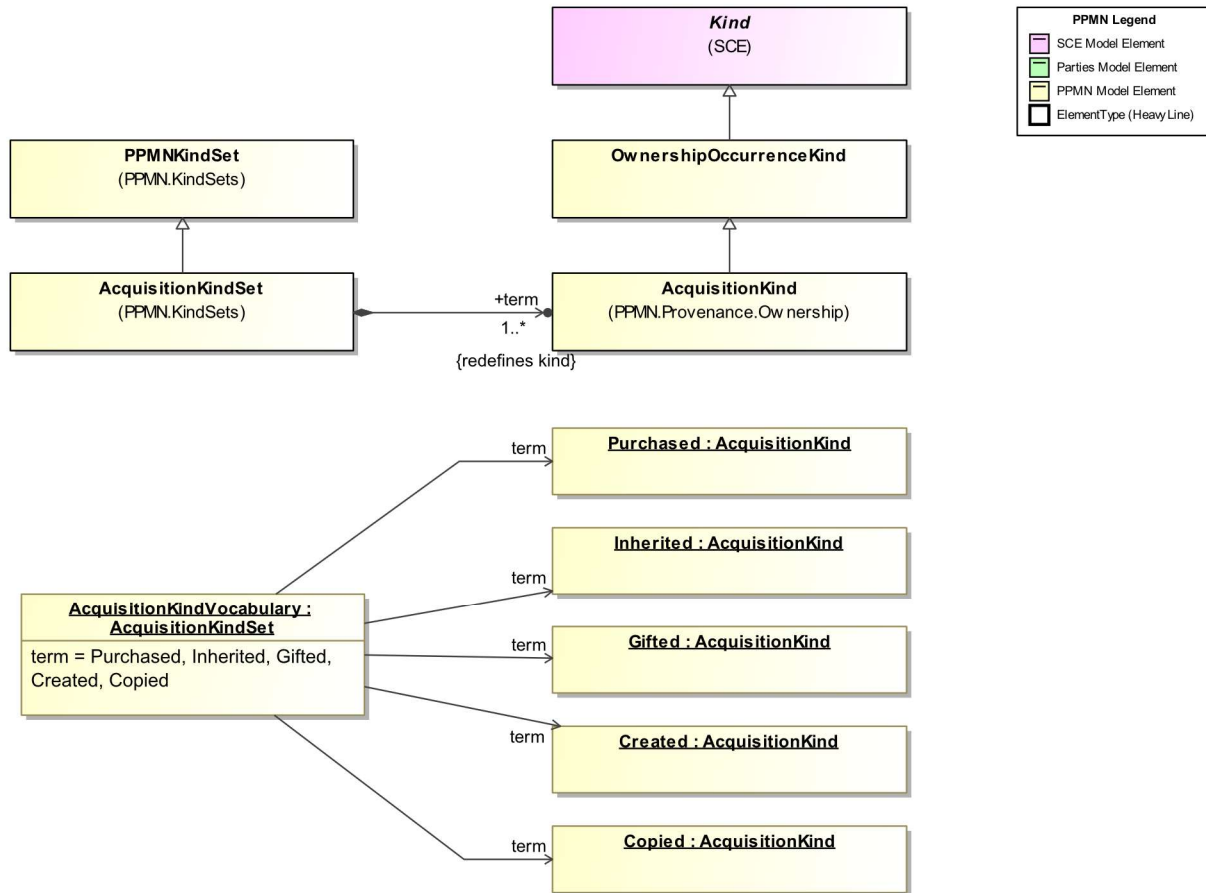 Kind
(SCE)
PPMN Legend
SCE Model Element
Parties Model Element
PPMN Model Element
ElementType (Heavy Line)
PPMNKindSet
(PPMN.KindSets)
OwnershipOccurrenceKind
AcquisitionKindSet
(PPMN.KindSets)
+term
1..*
{redefines kind}
AcquisitionKind
(PPMN.Provenance.Ownership)
term
Purchased : AcquisitionKind
term
Inherited : AcquisitionKind
AcquisitionKindVocabulary :
AcquisitionKindSet
term = Purchased, Inherited, Gifted,
Created, Copied
term
Gifted : AcquisitionKind
term
Created : AcquisitionKind
term
Copied : AcquisitionKind